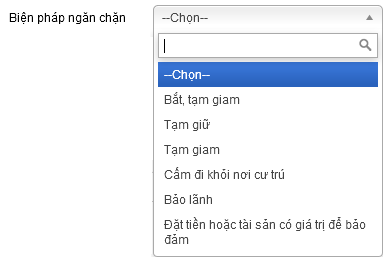 Biện pháp ngăn chặn
--Chọn--
--Chọn--
Bắt, tạm giam
Tạm giữ
Tạm giam
Cấm đi khỏi nơi cư trú
Bảo lãnh
Đặt tiền hoặc tài sản có giá trị để bảo
đảm